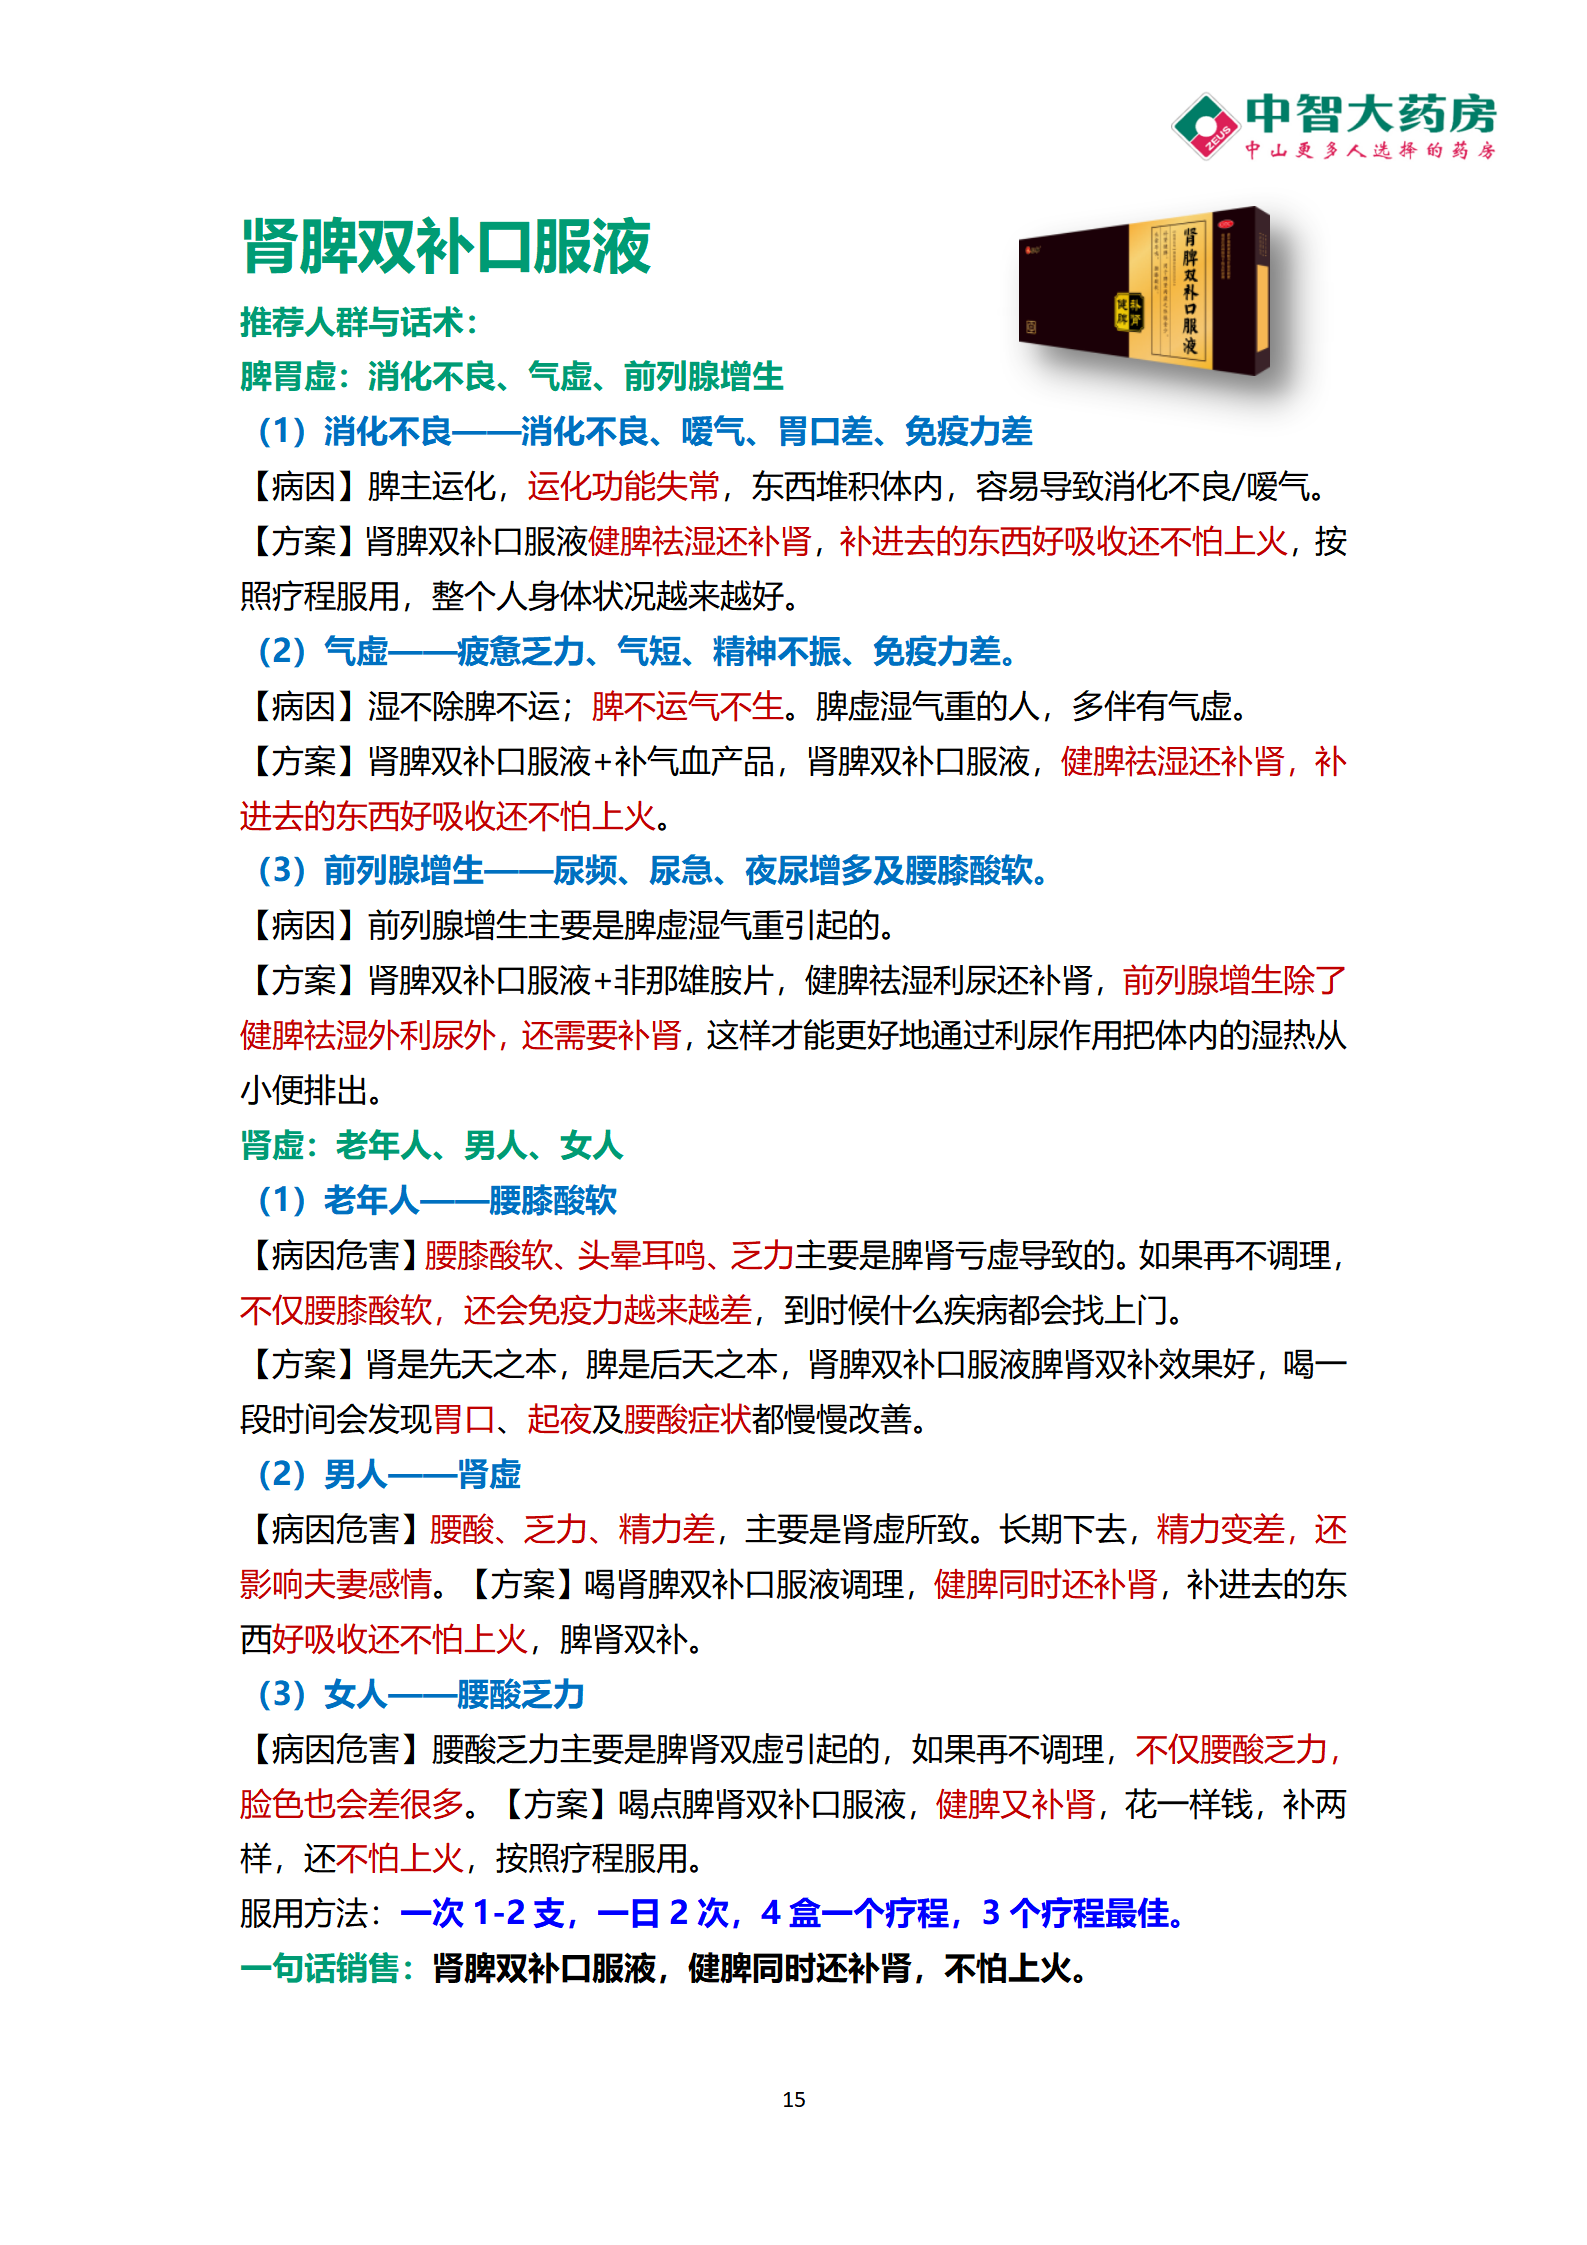 中智大药房
ZEUS
中山更多人选择的药房
肾脾双补口服液
肾脾双补口服液
补肾
健脾
推荐人群与话术：
脾胃虚：消化不良、气虚、前列腺增生
（1）消化不良——消化不良、嗳气、胃口差、免疫力差
【病因】脾主运化，运化功能失常，东西堆积体内，容易导致消化不良/嗳气。
【方案】肾脾双补口服液健脾祛湿还补肾，补进去的东西好吸收还不怕上火，按
照疗程服用，整个人身体状况越来越好。
（2）气虚——疲惫乏力、气短、精神不振、免疫力差。
【病因】湿不除脾不运；脾不运气不生。脾虚湿气重的人，多伴有气虚。
【方案】肾脾双补口服液+补气血产品，肾脾双补口服液，健脾祛湿还补肾，补
进去的东西好吸收还不怕上火。
（3）前列腺增生——尿频、尿急、夜尿增多及腰膝酸软。
【病因】前列腺增生主要是脾虚湿气重引起的。
【方案】肾脾双补口服液+非那雄胺片，健脾祛湿利尿还补肾，前列腺增生除了
健脾祛湿外利尿外，还需要补肾，这样才能更好地通过利尿作用把体内的湿热从
小便排出。
肾虚：老年人、男人、女人
（1）老年人——腰膝酸软
【病因危害】腰膝酸软、头晕耳鸣、乏力主要是脾肾亏虚导致的。如果再不调理，
不仅腰膝酸软，还会免疫力越来越差，到时候什么疾病都会找上门。
【方案】肾是先天之本，脾是后天之本，肾脾双补口服液脾肾双补效果好，喝一
段时间会发现胃口、起夜及腰酸症状都慢慢改善。
（2）男人——肾虚
【病因危害】腰酸、乏力、精力差，主要是肾虚所致。长期下去，精力变差，还
影响夫妻感情。【方案】喝肾脾双补口服液调理，健脾同时还补肾，补进去的东
西好吸收还不怕上火，脾肾双补。
（3）女人——腰酸乏力
【病因危害】腰酸乏力主要是脾肾双虚引起的，如果再不调理，不仅腰酸乏力，
脸色也会差很多。【方案】喝点脾肾双补口服液，健脾又补肾，花一样钱，补两
样，还不怕上火，按照疗程服用。
服用方法：一次 1-2 支，一日 2 次，4 盒一个疗程，3 个疗程最佳。
一句话销售：肾脾双补口服液，健脾同时还补肾，不怕上火。
15